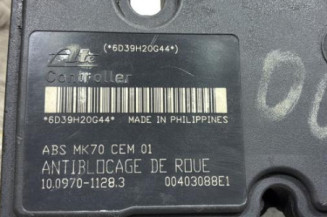 (*6D39H20G44*)
Ate
Controller
*6D39H20G44* MADE IN PHILIPPINES
ABS MK70 CEM 01
ANTIBLOCAGE DE ROUE
10.0970-1128.3 00403088E1